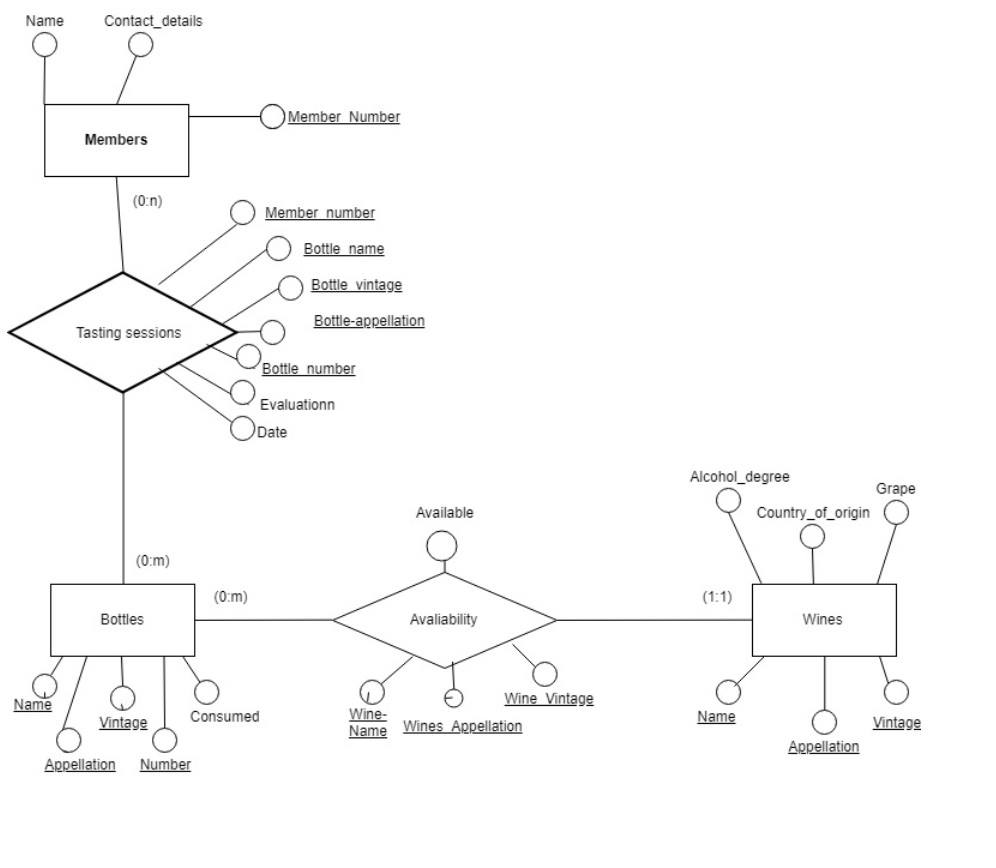 Name
Contact_details
Member_Number
Members
(0:n)
Member_number
Bottle_name
Bottle_vintage
Bottle-appellation
Tasting sessions
Bottle_number
Evaluationn
Date
Alcohol_degree
Grape
Available
Country_of_origin
(0:m)
(0:m)
(1:1)
Bottles
Avaliability
Wines
Name
Vintage
Consumed
Appellation
Number
Wine-
Name
Wines_Appellation
Wine_Vintage
Name
Vintage
Appellation